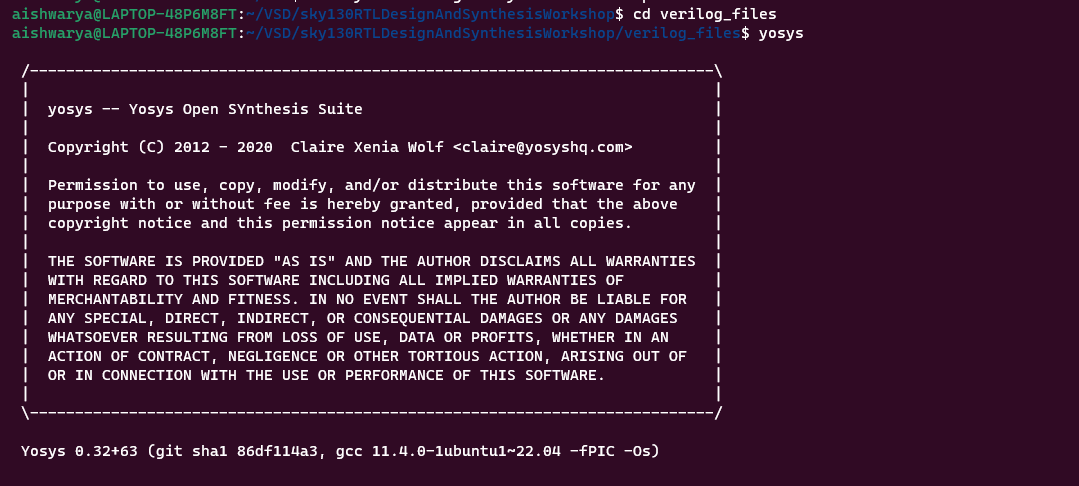 aishwarya@LAPTOP-48P6M8FT:~/VSD/sky130RTLDesignAndSynthesisWorkshop$ cd verilog_files
aishwarya@LAPTOP-48P6M8FT:~/VSD/sky130RTLDesignAndSynthesisWorkshop/verilog_files$ yosys
/----------------------------------------------------------------------------\
|                                                                            |
|  yosys -- Yosys Open SYnthesis Suite                                       |
|                                                                            |
|  Copyright (C) 2012 - 2020  Claire Xenia Wolf <claire@yosyshq.com>         |
|                                                                            |
|  Permission to use, copy, modify, and/or distribute this software for any  |
|  purpose with or without fee is hereby granted, provided that the above    |
|  copyright notice and this permission notice appear in all copies.         |
|                                                                            |
|  THE SOFTWARE IS PROVIDED "AS IS" AND THE AUTHOR DISCLAIMS ALL WARRANTIES  |
|  WITH REGARD TO THIS SOFTWARE INCLUDING ALL IMPLIED WARRANTIES OF          |
|  MERCHANTABILITY AND FITNESS. IN NO EVENT SHALL THE AUTHOR BE LIABLE FOR   |
|  ANY SPECIAL, DIRECT, INDIRECT, OR CONSEQUENTIAL DAMAGES OR ANY DAMAGES    |
|  WHATSOEVER RESULTING FROM LOSS OF USE, DATA OR PROFITS, WHETHER IN AN     |
|  ACTION OF CONTRACT, NEGLIGENCE OR OTHER TORTIOUS ACTION, ARISING OUT OF   |
|  OR IN CONNECTION WITH THE USE OR PERFORMANCE OF THIS SOFTWARE.            |
|                                                                            |
\----------------------------------------------------------------------------/
Yosys 0.32+63 (git sha1 86df114a3, gcc 11.4.0-1ubuntu1~22.04 -fPIC -Os)